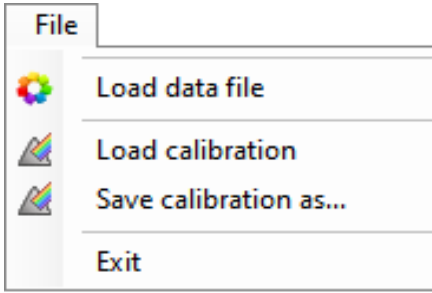 File
Load data file
Load calibration
Save calibration as...
Exit